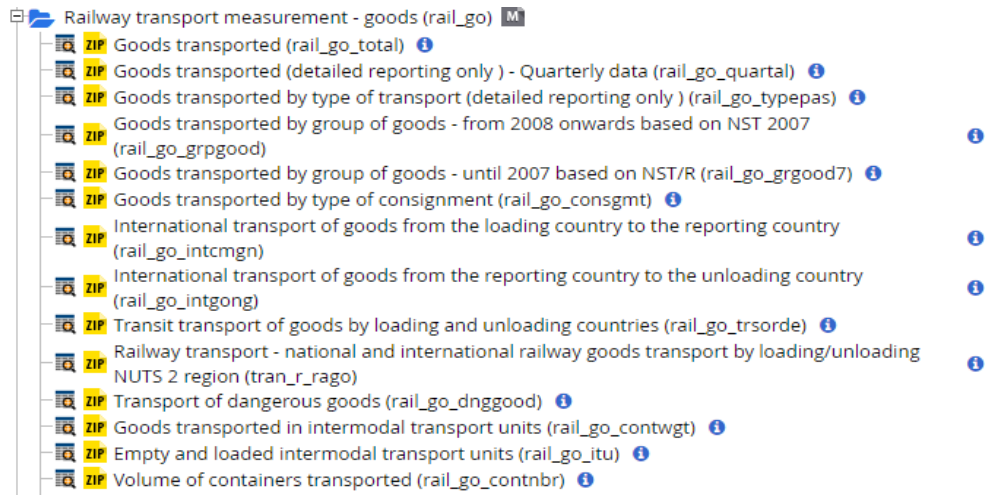 Railway transport measurement - goods (rail_go) M
ZIP Goods transported (rail_go_total) i
ZIP Goods transported (detailed reporting only ) - Quarterly data (rail_go_quartal) i
ZIP Goods transported by type of transport (detailed reporting only ) (rail_go_typepas) i
ZIP Goods transported by group of goods - from 2008 onwards based on NST 2007
(rail_go_grpgood) i
ZIP Goods transported by group of goods - until 2007 based on NST/R (rail_go_grgood7) i
ZIP Goods transported by type of consignment (rail_go_consgmt) i
ZIP International transport of goods from the loading country to the reporting country
(rail_go_intcmgn) i
ZIP International transport of goods from the reporting country to the unloading country
(rail_go_intgong) i
ZIP Transit transport of goods by loading and unloading countries (rail_go_trsorde) i
ZIP Railway transport - national and international railway goods transport by loading/unloading
NUTS 2 region (tran_r_rago) i
ZIP Transport of dangerous goods (rail_go_dnggood) i
ZIP Goods transported in intermodal transport units (rail_go_contwgt) i
ZIP Empty and loaded intermodal transport units (rail_go_itu) i
ZIP Volume of containers transported (rail_go_contnbr) i